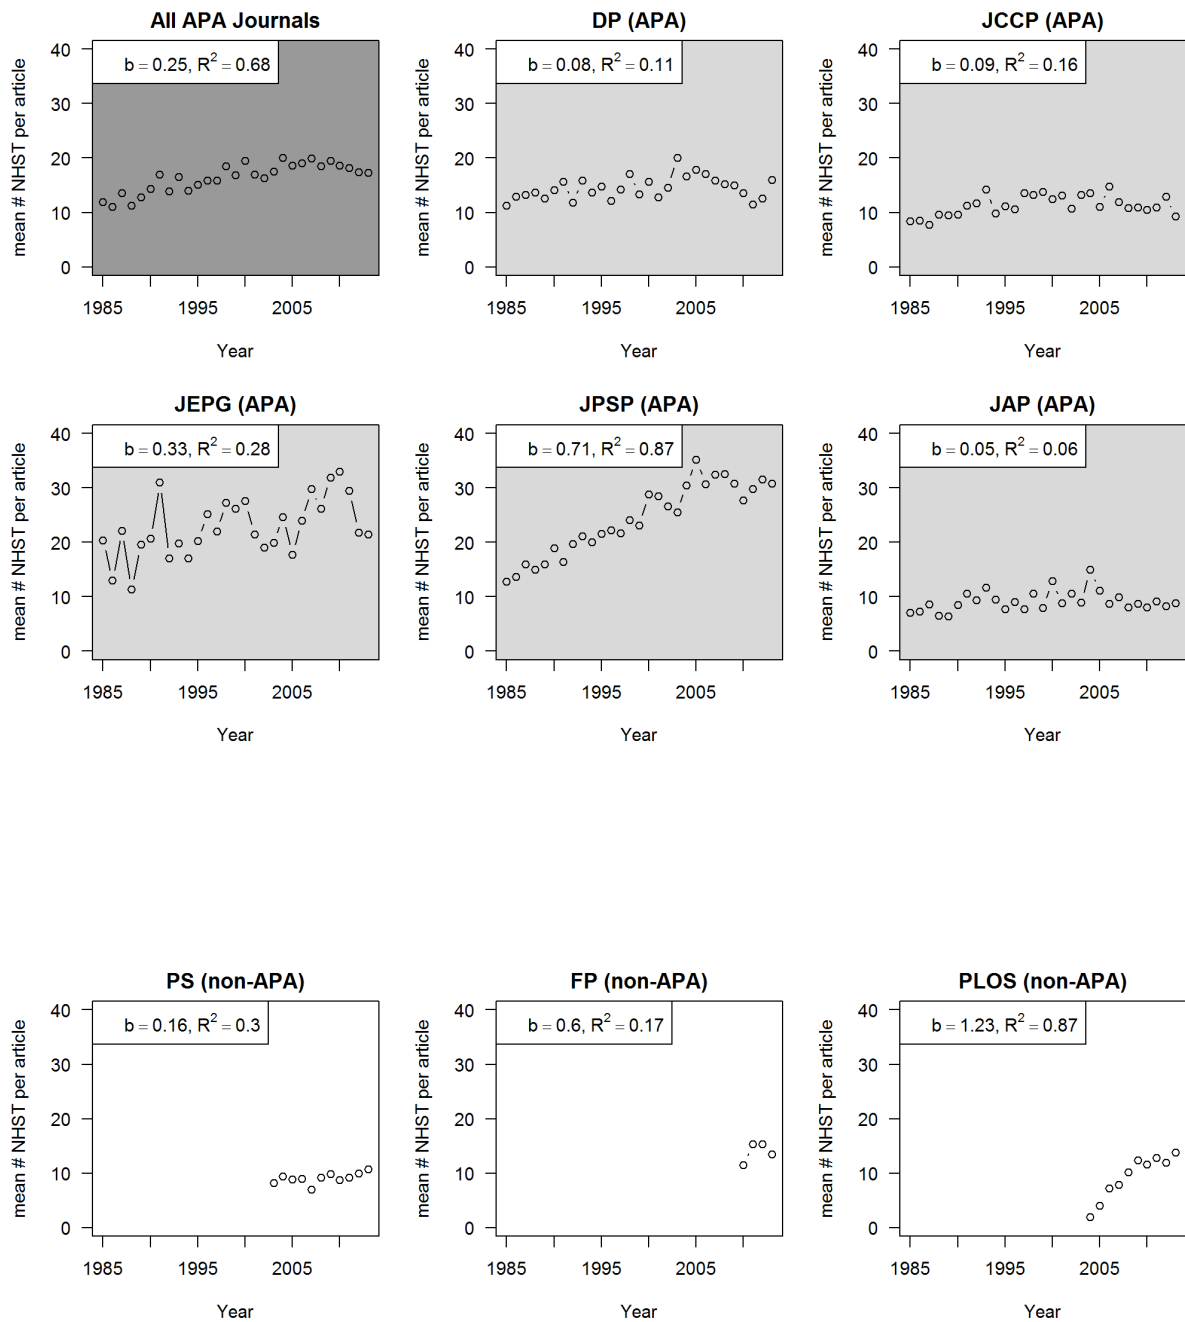 All APA Journals
b = 0.25, R² = 0.68
mean # NHST per article
40
30
20
10
0
1985
1995
2005
Year
DP (APA)
b = 0.08, R² = 0.11
mean # NHST per article
40
30
20
10
0
1985
1995
2005
Year
JCCP (APA)
b = 0.09, R² = 0.16
mean # NHST per article
40
30
20
10
0
1985
1995
2005
Year
JEPG (APA)
b = 0.33, R² = 0.28
mean # NHST per article
40
30
20
10
0
1985
1995
2005
Year
JPSP (APA)
b = 0.71, R² = 0.87
mean # NHST per article
40
30
20
10
0
1985
1995
2005
Year
JAP (APA)
b = 0.05, R² = 0.06
mean # NHST per article
40
30
20
10
0
1985
1995
2005
Year
PS (non-APA)
b = 0.16, R² = 0.3
mean # NHST per article
40
30
20
10
0
1985
1995
2005
Year
FP (non-APA)
b = 0.6, R² = 0.17
mean # NHST per article
40
30
20
10
0
1985
1995
2005
Year
PLOS (non-APA)
b = 1.23, R² = 0.87
mean # NHST per article
40
30
20
10
0
1985
1995
2005
Year